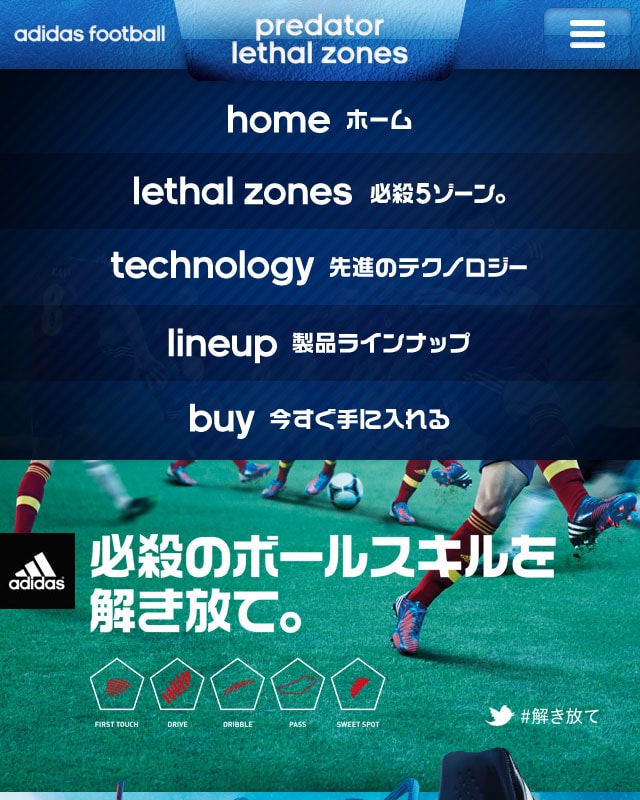 adidas football
predator
lethal zones
home ホーム
lethal zones 必殺5ゾーン。
technology 先進のテクノロジー
lineup 製品ラインナップ
buy 今すぐ手に入れる
必殺のボールスキルを
解き放て。
adidas
FIRST TOUCH
DRIVE
DRIBBLE
PASS
SWEET SPOT
#解き放て